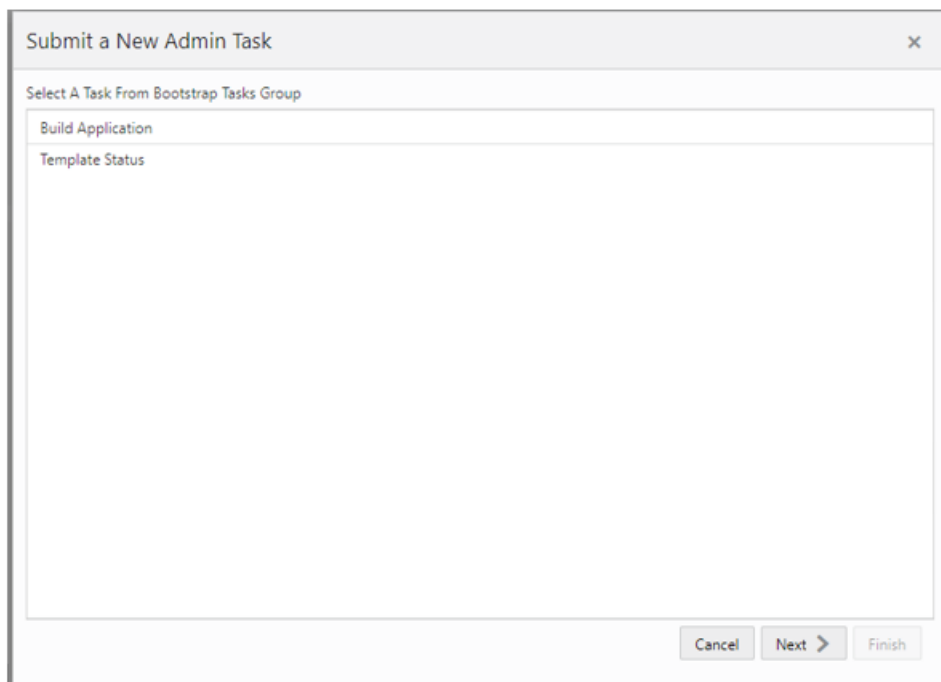 Submit a New Admin Task
Select A Task From Bootstrap Tasks Group
Build Application
Template Status
Cancel Next Finish